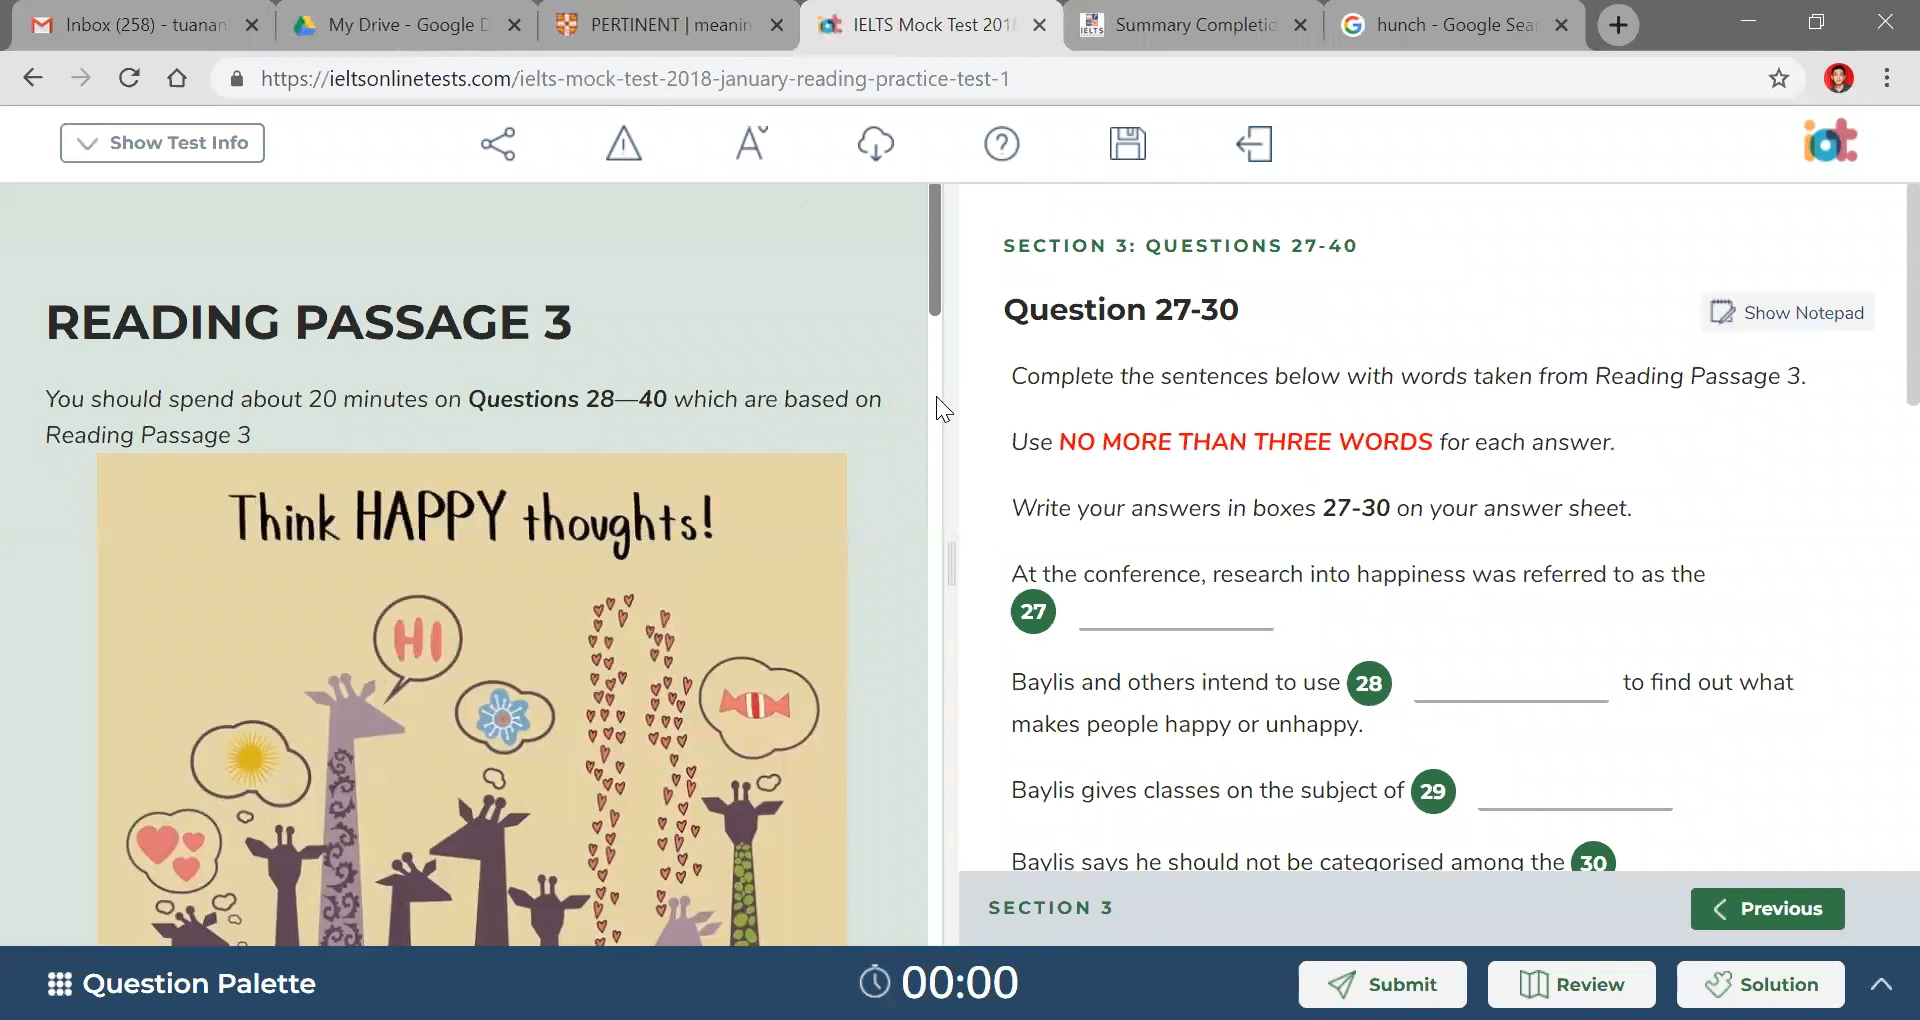 Inbox (258) - tuanan
My Drive - Google D
PERTINENT | meanin
IELTS Mock Test 201
IELTS
Summary Completio
hunch - Google Sea
https://ieltsonlinetests.com/ielts-mock-test-2018-january-reading-practice-test-1
Show Test Info
iot
READING PASSAGE 3
You should spend about 20 minutes on Questions 28—40 which are based on
Reading Passage 3
Think HAPPY thoughts!
HI
SECTION 3: QUESTIONS 27-40
Question 27-30
Show Notepad
Complete the sentences below with words taken from Reading Passage 3.
Use NO MORE THAN THREE WORDS for each answer.
Write your answers in boxes 27-30 on your answer sheet.
At the conference, research into happiness was referred to as the
27
Baylis and others intend to use 28 to find out what
makes people happy or unhappy.
Baylis gives classes on the subject of 29
Baylis says he should not be categorised among the 30
SECTION 3
Previous
Question Palette
00:00
Submit
Review
Solution